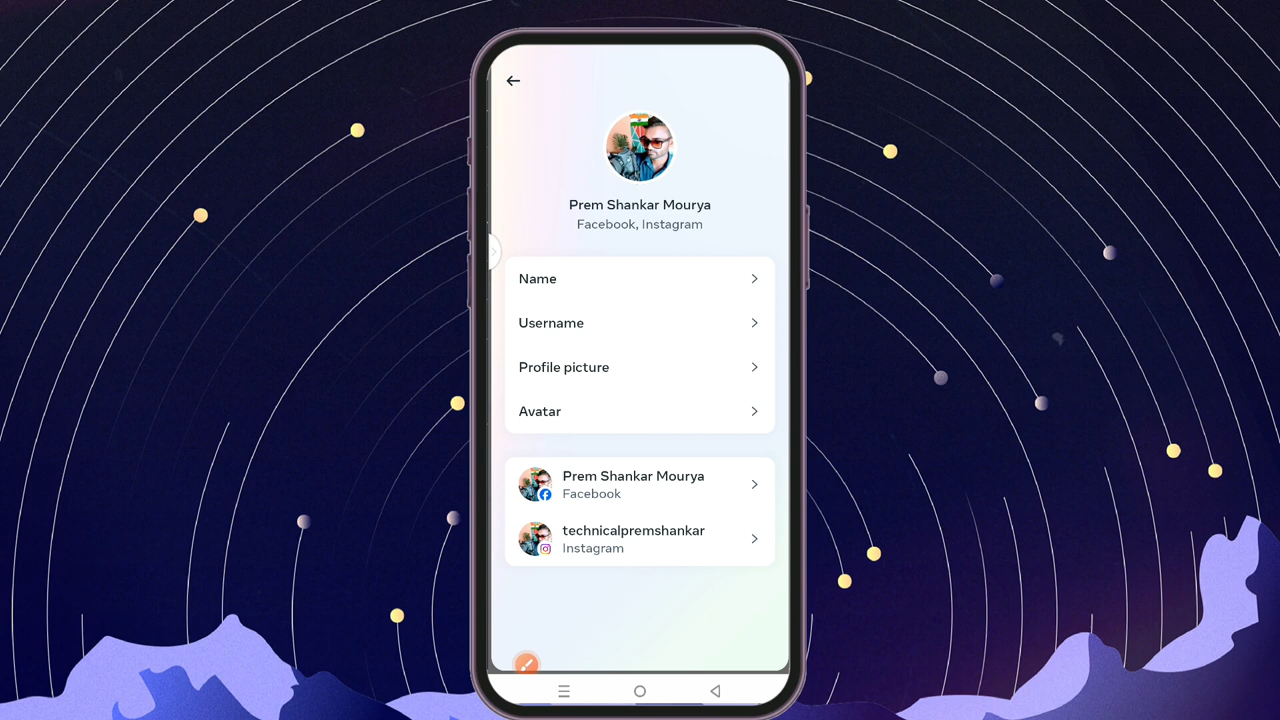 Prem Shankar Mourya
Facebook, Instagram
Name
Username
Profile picture
Avatar
Prem Shankar Mourya
Facebook
technicalpremshankar
Instagram